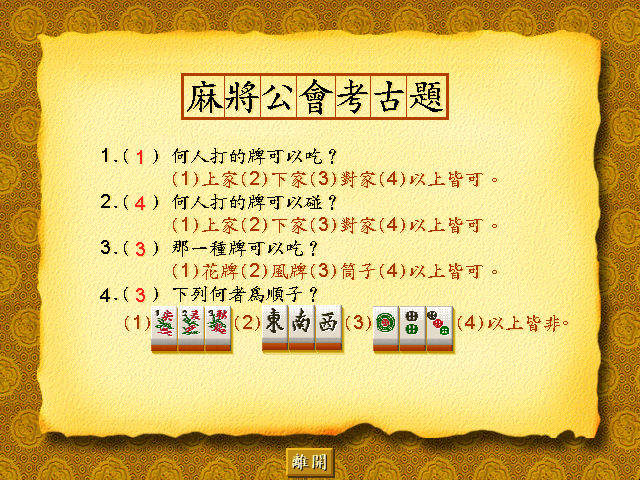 麻將公會考古題
1.(1) 何人打的牌可以吃？
(1)上家(2)下家(3)對家(4)以上皆可。
2.(4) 何人打的牌可以碰？
(1)上家(2)下家(3)對家(4)以上皆可。
3.(3) 那一種牌可以吃？
(1)花牌(2)風牌(3)筒子(4)以上皆可。
4.(3) 下列何者為順子？
(1) (2)東南西(3) (4)以上皆非。
離開